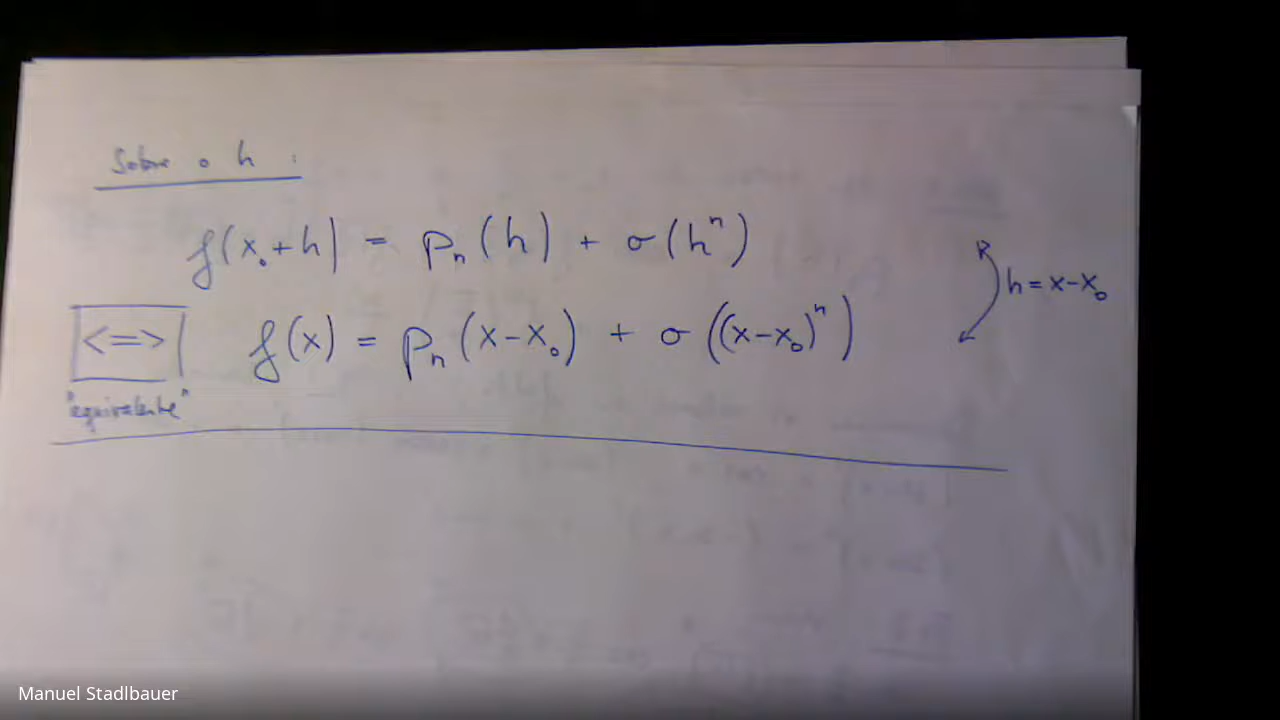 Sobre o h :
f(x₀+h) = pₙ(h) + σ(hⁿ)
h = x-x₀
<=> f(x) = pₙ(x-x₀) + σ((x-x₀)ⁿ)
"equivalente"
Manuel Stadlbauer